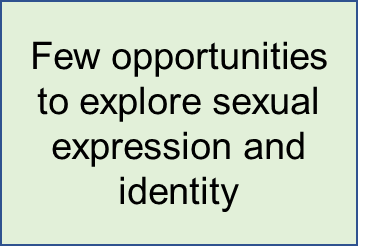 Few opportunities
to explore sexual
expression and
identity